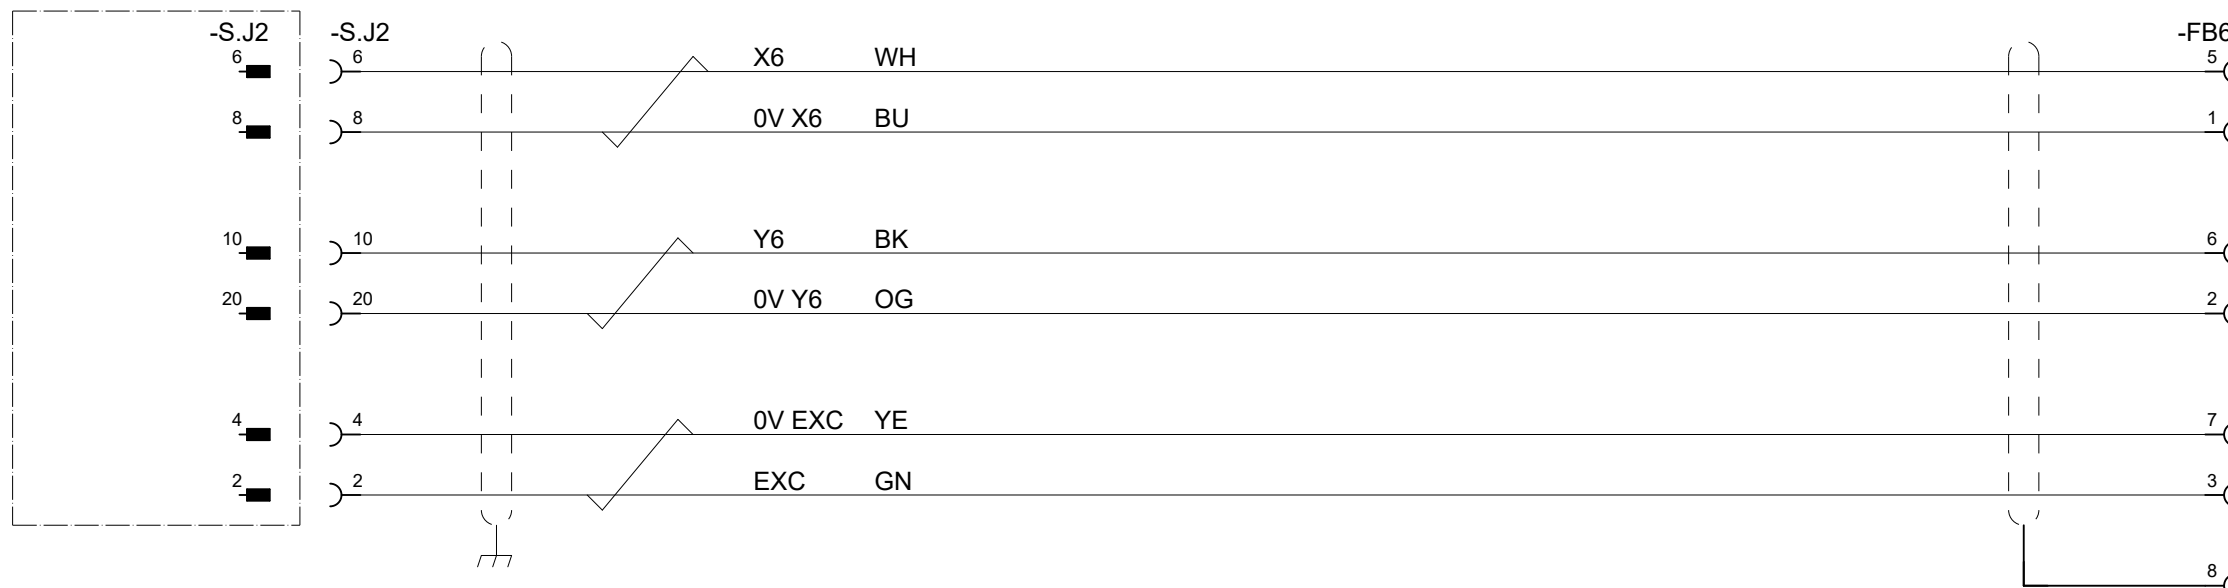 -S.J2 -S.J2 -FB6
6 6 X6 WH 5
8 8 0V X6 BU 1
10 10 Y6 BK 6
20 20 0V Y6 OG 2
4 4 0V EXC YE 7
2 2 EXC GN 3
8